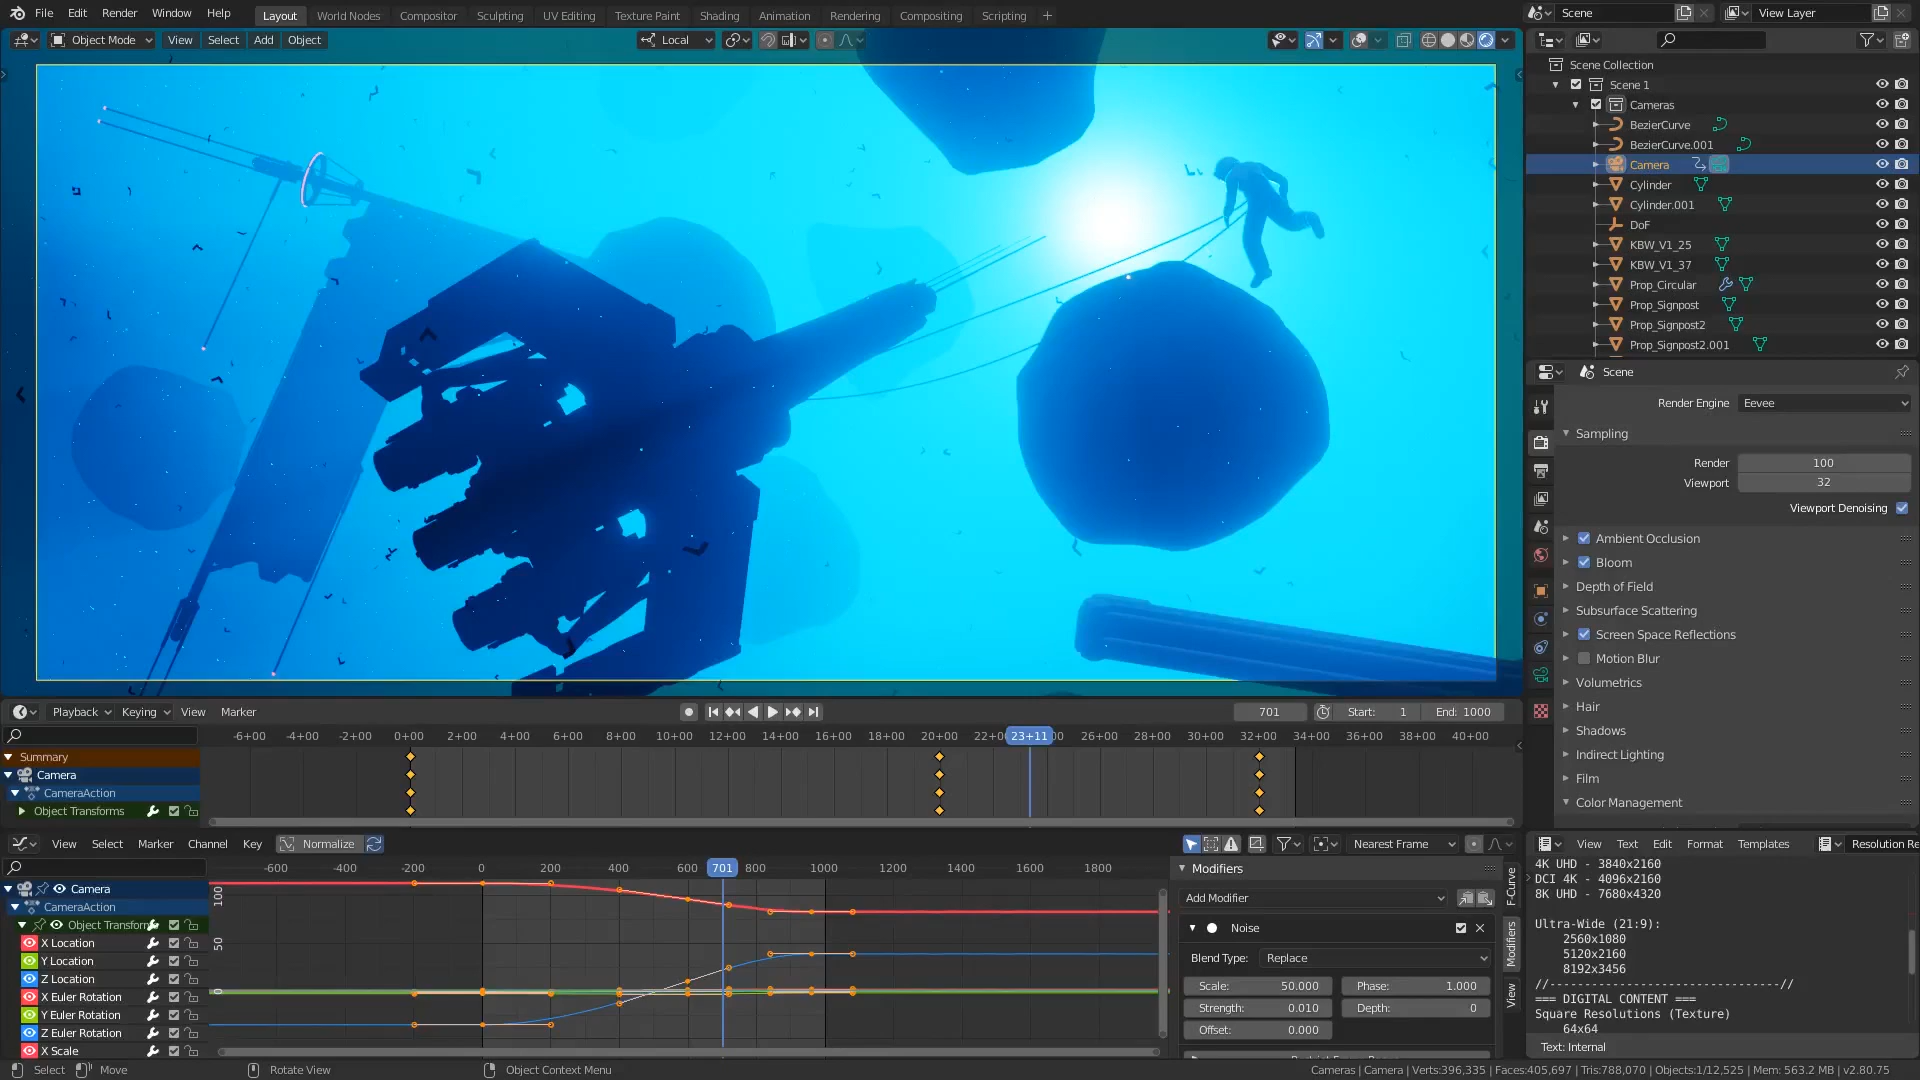 File Edit Render Window Help Layout World Nodes Compositor Sculpting UV Editing Texture Paint Shading Animation Rendering Compositing Scripting + Scene View Layer
Object Mode View Select Add Object Local
Scene Collection
Scene 1
Cameras
BezierCurve
BezierCurve.001
Camera
Cylinder
Cylinder.001
DoF
KBW_V1_25
KBW_V1_37
Prop_Circular
Prop_Signpost
Prop_Signpost2
Prop_Signpost2.001
Scene
Render Engine Eevee
Sampling
Render 100
Viewport 32
Viewport Denoising
Ambient Occlusion
Bloom
Depth of Field
Subsurface Scattering
Screen Space Reflections
Motion Blur
Volumetrics
Hair
Shadows
Indirect Lighting
Film
Color Management
Playback Keying View Marker 701 Start: 1 End: 1000
-6+00 -4+00 -2+00 0+00 2+00 4+00 6+00 8+00 10+00 12+00 14+00 16+00 18+00 20+00 23+11 26+00 28+00 30+00 32+00 34+00 36+00 38+00 40+00
Summary
Camera
CameraAction
Object Transforms
View Select Marker Channel Key Normalize Nearest Frame
-600 -400 -200 0 200 400 600 701 800 1000 1200 1400 1600 1800
Camera
CameraAction
Object Transform
X Location
Y Location
Z Location
X Euler Rotation
Y Euler Rotation
Z Euler Rotation
X Scale
100
50
0
Modifiers
Add Modifier
Noise
Blend Type: Replace
Scale: 50.000 Phase: 1.000
Strength: 0.010 Depth: 0
Offset: 0.000
F-Curve
Modifiers
View
View Text Edit Format Templates Resolution Re
4K UHD - 3840x2160
DCI 4K - 4096x2160
8K UHD - 7680x4320
Ultra-Wide (21:9):
2560x1080
5120x2160
8192x3456
//---------------------------------//
=== DIGITAL CONTENT ===
Square Resolutions (Texture)
64x64
Text: Internal
Select Move Rotate View Object Context Menu Cameras | Camera | Verts:396,335 | Faces:405,697 | Tris:788,070 | Objects:1/12,525 | Mem: 563.2 MB | v2.80.75